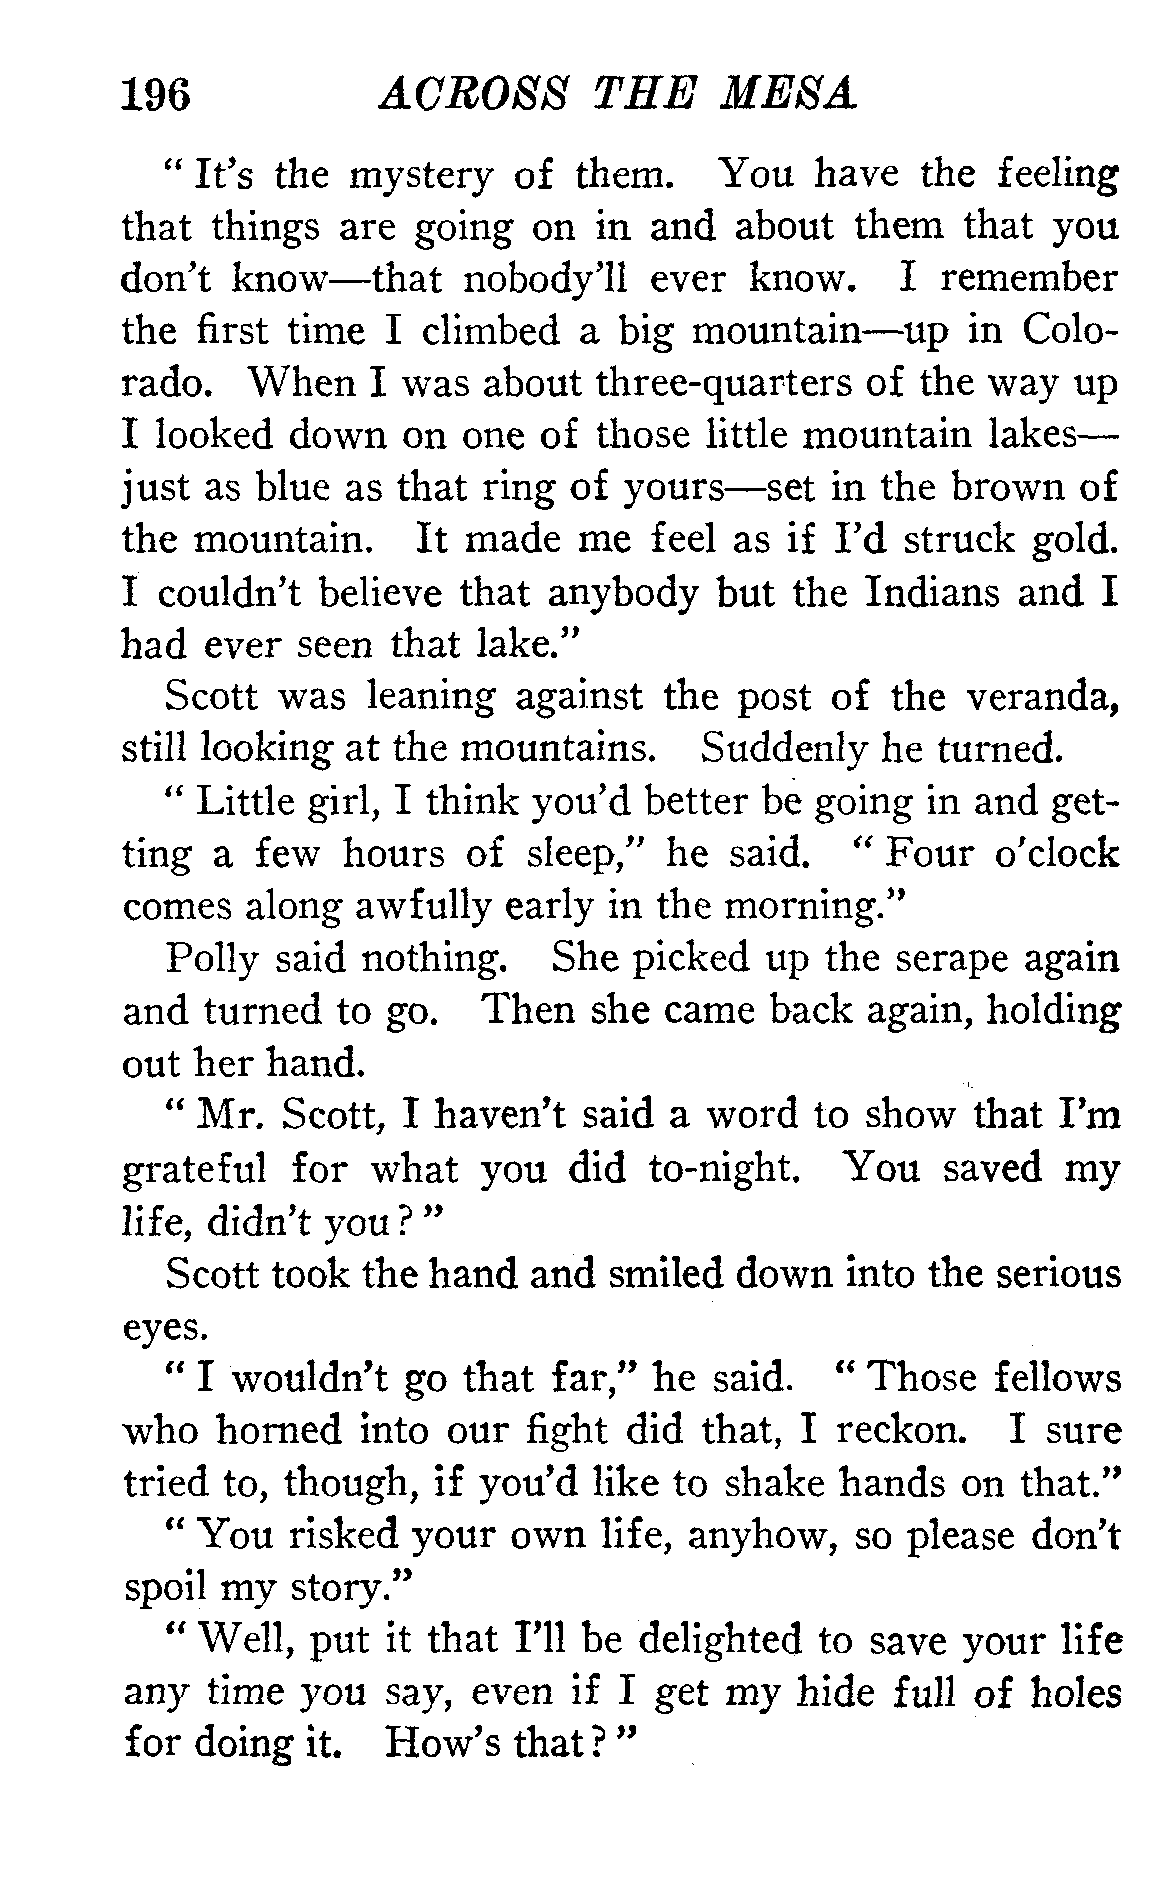 196 ACROSS THE MESA
" It's the mystery of them. You have the feeling
that things are going on in and about them that you
don't know—that nobody'll ever know. I remember
the first time I climbed a big mountain—up in Colo-
rado. When I was about three-quarters of the way up
I looked down on one of those little mountain lakes—
just as blue as that ring of yours—set in the brown of
the mountain. It made me feel as if I'd struck gold.
I couldn't believe that anybody but the Indians and I
had ever seen that lake."
Scott was leaning against the post of the veranda,
still looking at the mountains. Suddenly he turned.
" Little girl, I think you'd better be going in and get-
ting a few hours of sleep," he said. " Four o'clock
comes along awfully early in the morning."
Polly said nothing. She picked up the serape again
and turned to go. Then she came back again, holding
out her hand.
" Mr. Scott, I haven't said a word to show that I'm
grateful for what you did to-night. You saved my
life, didn't you? "
Scott took the hand and smiled down into the serious
eyes.
" I wouldn't go that far," he said. " Those fellows
who horned into our fight did that, I reckon. I sure
tried to, though, if you'd like to shake hands on that."
" You risked your own life, anyhow, so please don't
spoil my story."
" Well, put it that I'll be delighted to save your life
any time you say, even if I get my hide full of holes
for doing it. How's that? "